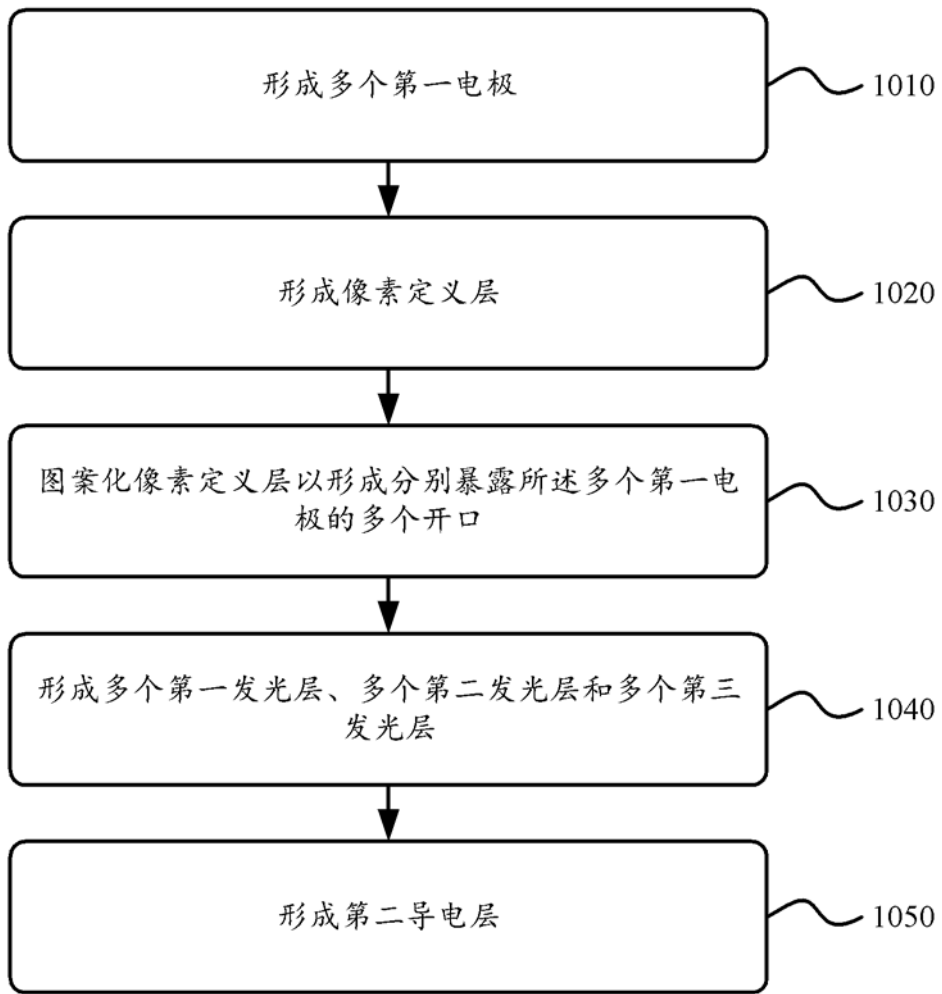 形成多个第一电极
1010
形成像素定义层
1020
图案化像素定义层以形成分别暴露所述多个第一电
极的多个开口
1030
形成多个第一发光层、多个第二发光层和多个第三
发光层
1040
形成第二导电层
1050